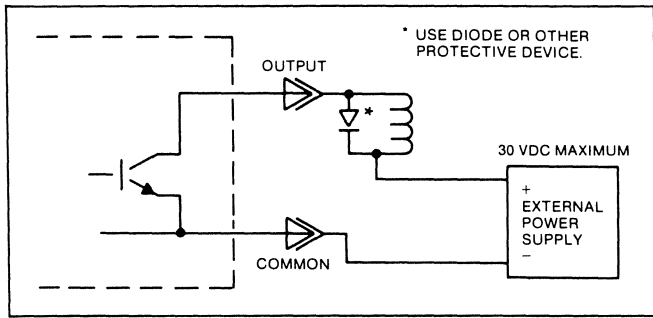 * USE DIODE OR OTHER
PROTECTIVE DEVICE.
OUTPUT
*
30 VDC MAXIMUM
+
EXTERNAL
POWER
SUPPLY
−
COMMON